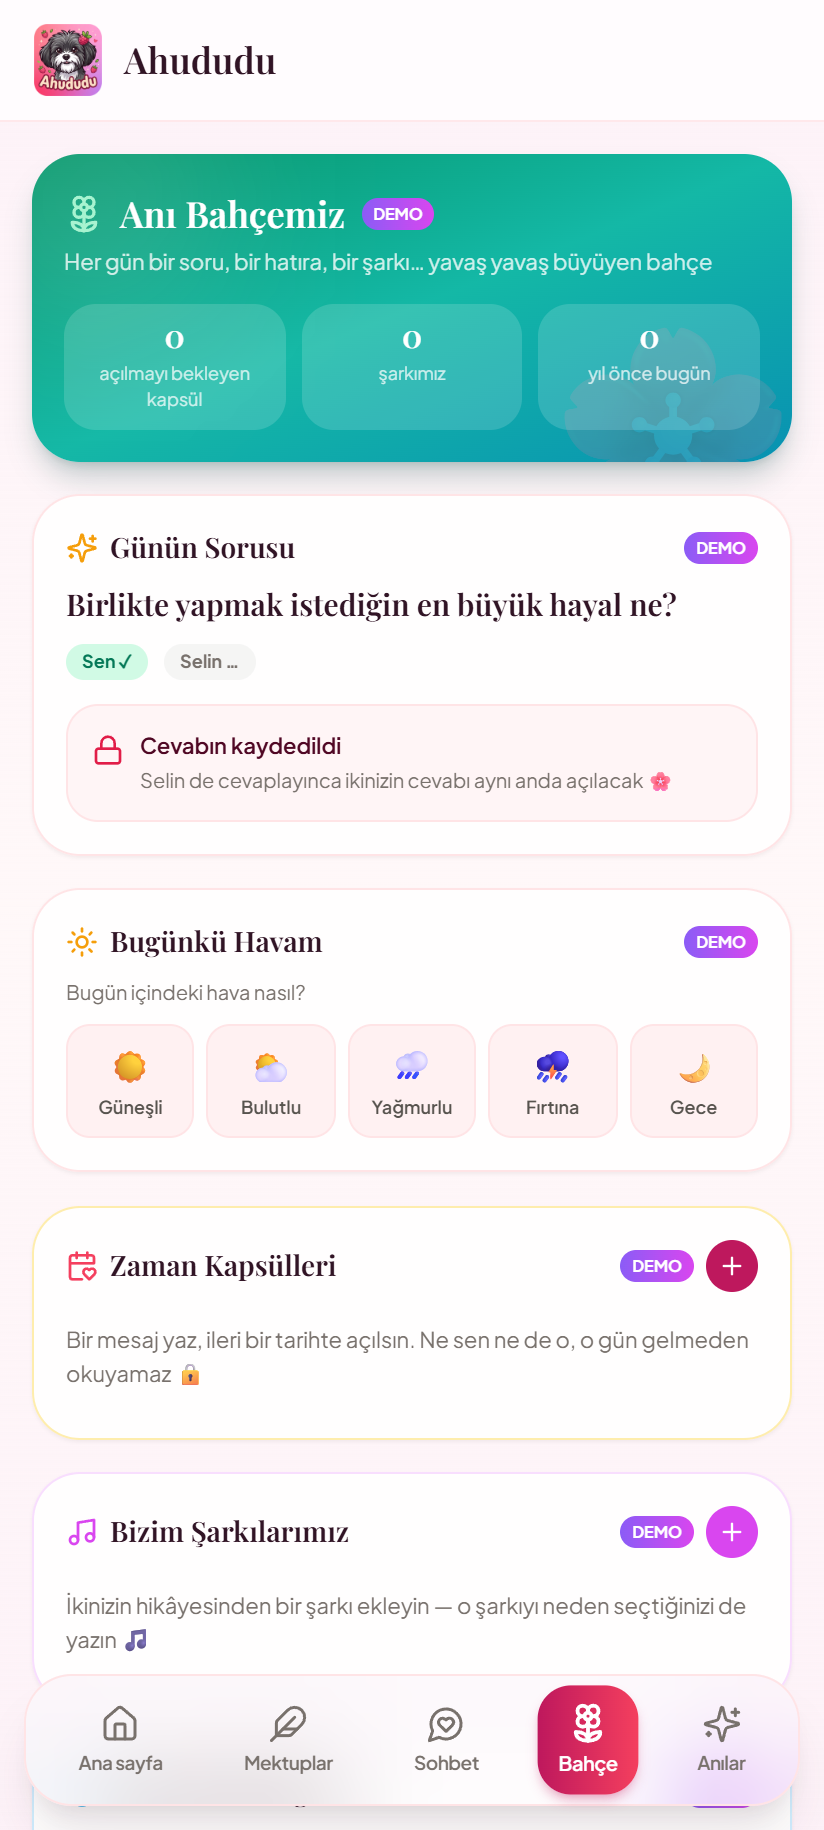 Ahududu
Ahududu
Anı Bahçemiz DEMO
Her gün bir soru, bir hatıra, bir şarkı... yavaş yavaş büyüyen bahçe
0
açılmayı bekleyen
kapsül
0
şarkımız
0
yıl önce bugün
Günün Sorusu DEMO
Birlikte yapmak istediğin en büyük hayal ne?
Sen ✓ Selin ...
Cevabın kaydedildi
Selin de cevaplayınca ikinizin cevabı aynı anda açılacak 🌸
Bugünkü Havam DEMO
Bugün içindeki hava nasıl?
Güneşli Bulutlu Yağmurlu Fırtına Gece
Zaman Kapsülleri DEMO
Bir mesaj yaz, ileri bir tarihte açılsın. Ne sen ne de o, o gün gelmeden
okuyamaz 🔒
Bizim Şarkılarımız DEMO
İkinizin hikâyesinden bir şarkı ekleyin — o şarkıyı neden seçtiğinizi de
yazın 🎵
Ana sayfa Mektuplar Sohbet Bahçe Anılar